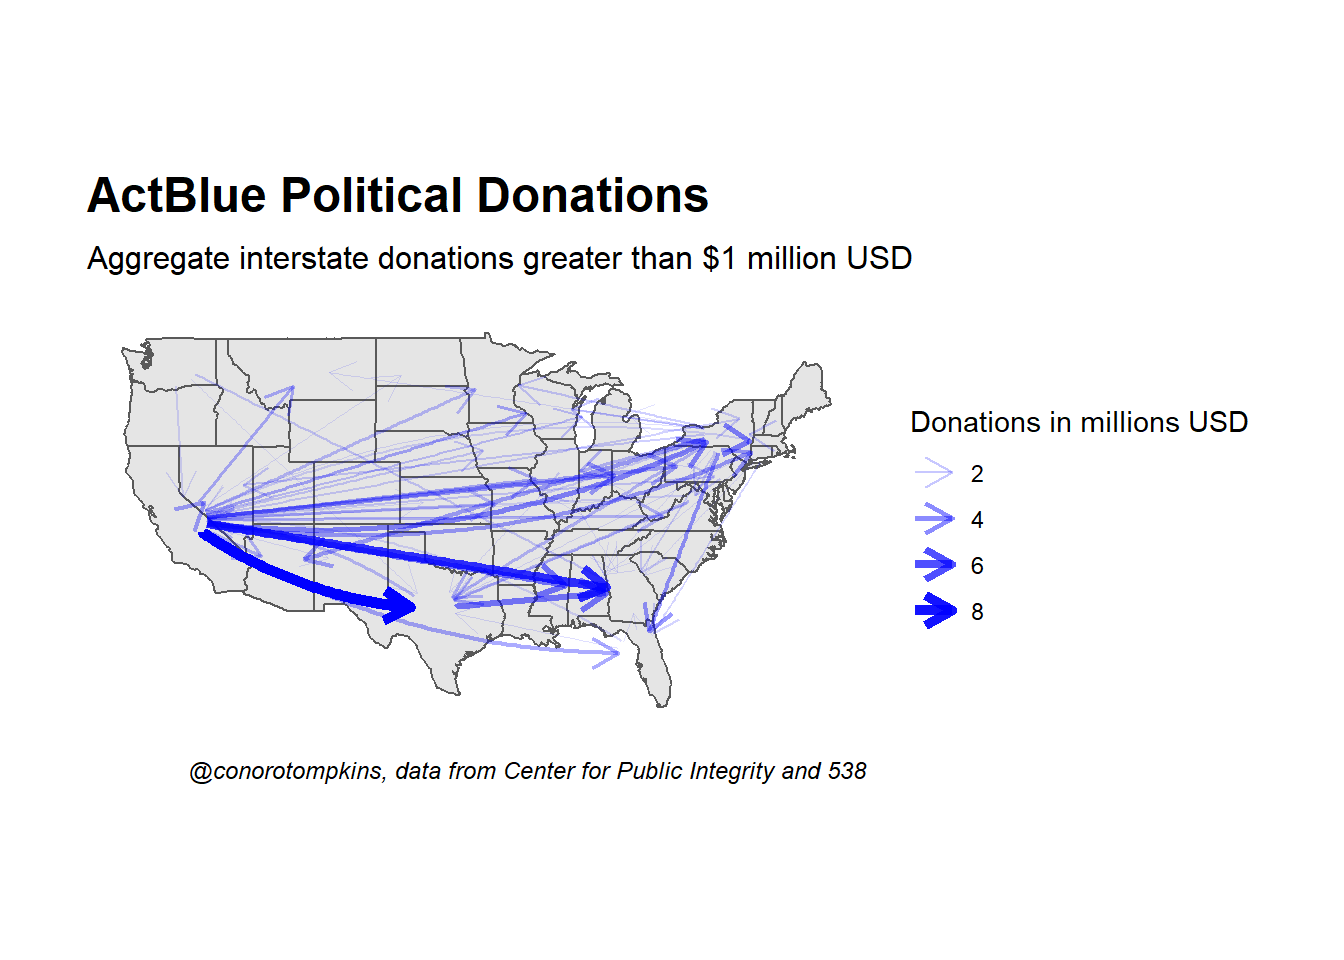 ActBlue Political Donations
Aggregate interstate donations greater than $1 million USD
Donations in millions USD
2
4
6
8
@conorotompkins, data from Center for Public Integrity and 538